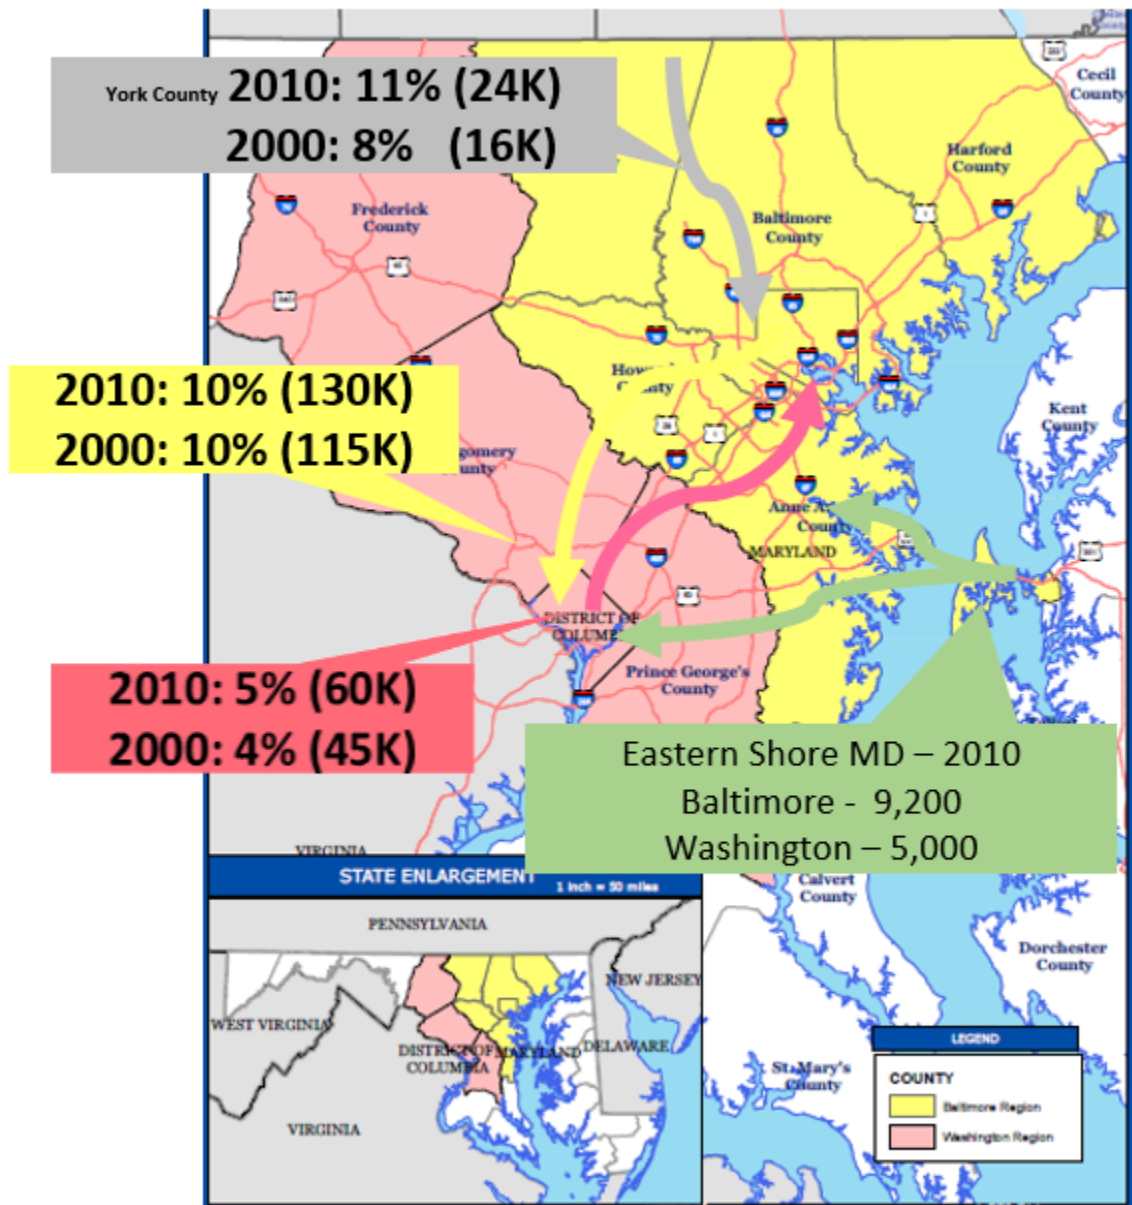 York County 2010: 11% (24K)
2000: 8% (16K)
Cecil
County
Harford
County
Frederick
County
Baltimore
County
2010: 10% (130K)
2000: 10% (115K)
County
Kent
County
County
MARYLAND
DISTRICT OF
Prince George's
County
2010: 5% (60K)
2000: 4% (45K)
Eastern Shore MD – 2010
Baltimore - 9,200
Washington – 5,000
VIRGINIA
STATE ENLARGEMENT
1 inch = 50 miles
Calvert
County
PENNSYLVANIA
Dorchester
County
NEW JERSEY
WEST VIRGINIA
DISTRICT OF
COLUMBIA
MARYLAND
DELAWARE
VIRGINIA
St. Mary's
County
LEGEND
COUNTY
Baltimore Region
Washington Region